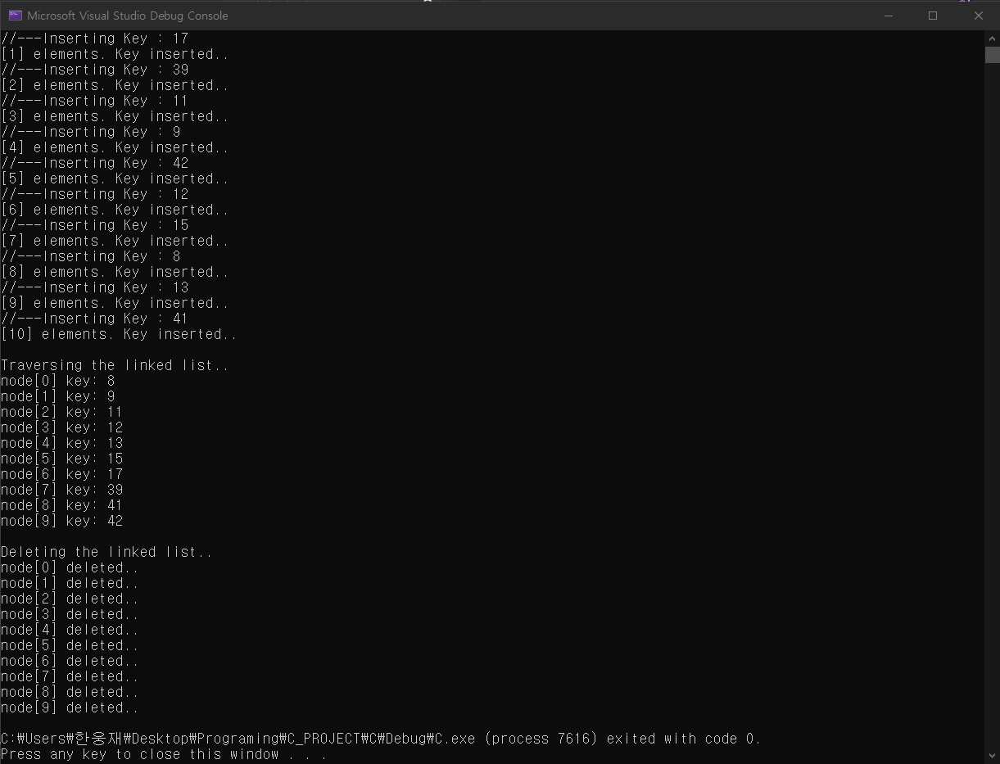 Microsoft Visual Studio Debug Console
//---Inserting Key : 17
[1] elements. Key inserted..
//---Inserting Key : 39
[2] elements. Key inserted..
//---Inserting Key : 11
[3] elements. Key inserted..
//---Inserting Key : 9
[4] elements. Key inserted..
//---Inserting Key : 42
[5] elements. Key inserted..
//---Inserting Key : 12
[6] elements. Key inserted..
//---Inserting Key : 15
[7] elements. Key inserted..
//---Inserting Key : 8
[8] elements. Key inserted..
//---Inserting Key : 13
[9] elements. Key inserted..
//---Inserting Key : 41
[10] elements. Key inserted..
Traversing the linked list..
node[0] key: 8
node[1] key: 9
node[2] key: 11
node[3] key: 12
node[4] key: 13
node[5] key: 15
node[6] key: 17
node[7] key: 39
node[8] key: 41
node[9] key: 42
Deleting the linked list..
node[0] deleted..
node[1] deleted..
node[2] deleted..
node[3] deleted..
node[4] deleted..
node[5] deleted..
node[6] deleted..
node[7] deleted..
node[8] deleted..
node[9] deleted..
C:₩Users₩한웅재₩Desktop₩Programing₩C_PROJECT₩C₩Debug₩C.exe (process 7616) exited with code 0.
Press any key to close this window . . .